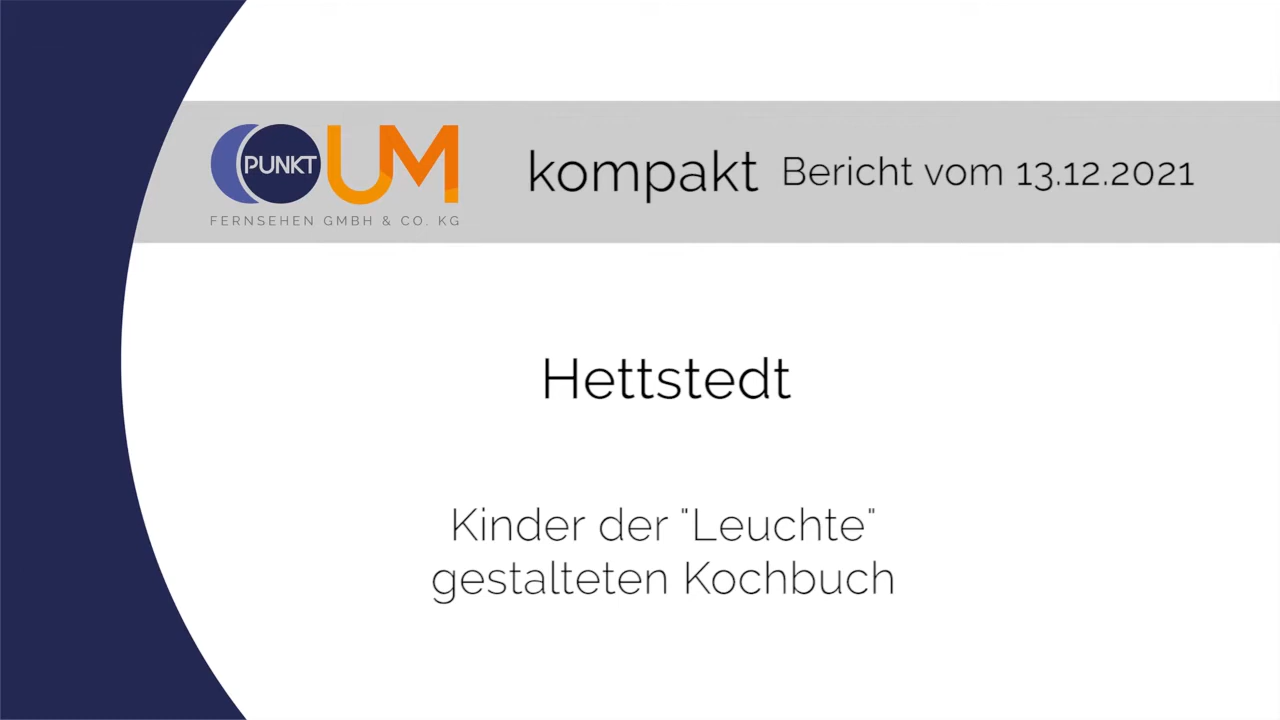 PUNKT UM
FERNSEHEN GMBH & CO. KG
kompakt Bericht vom 13.12.2021
Hettstedt
Kinder der "Leuchte"
gestalteten Kochbuch